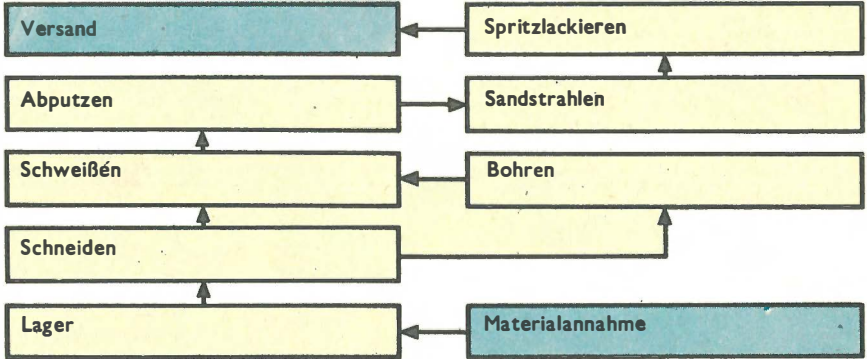 Versand
Spritzlackieren
Abputzen
Sandstrahlen
Schweißén
Bohren
Schneiden
Lager
Materialannahme